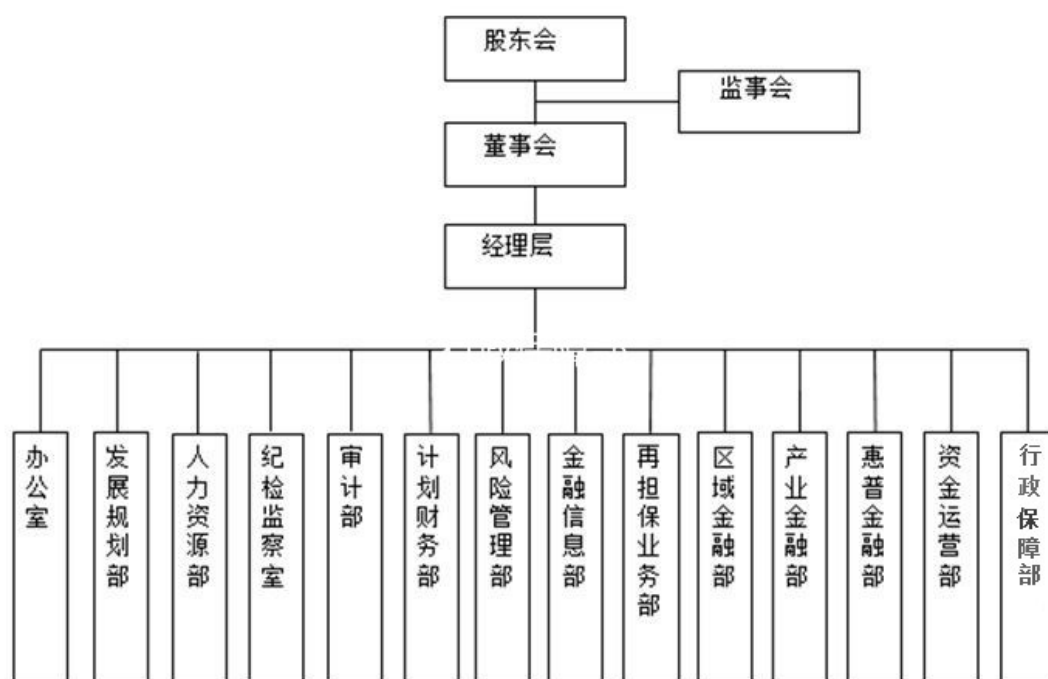 股东会
监事会
董事会
经理层
办公室
发展规划部
人力资源部
纪检监察室
审计部
计划财务部
风险管理部
金融信息部
再担保业务部
区域金融部
产业金融部
惠普金融部
资金运营部
行政保障部